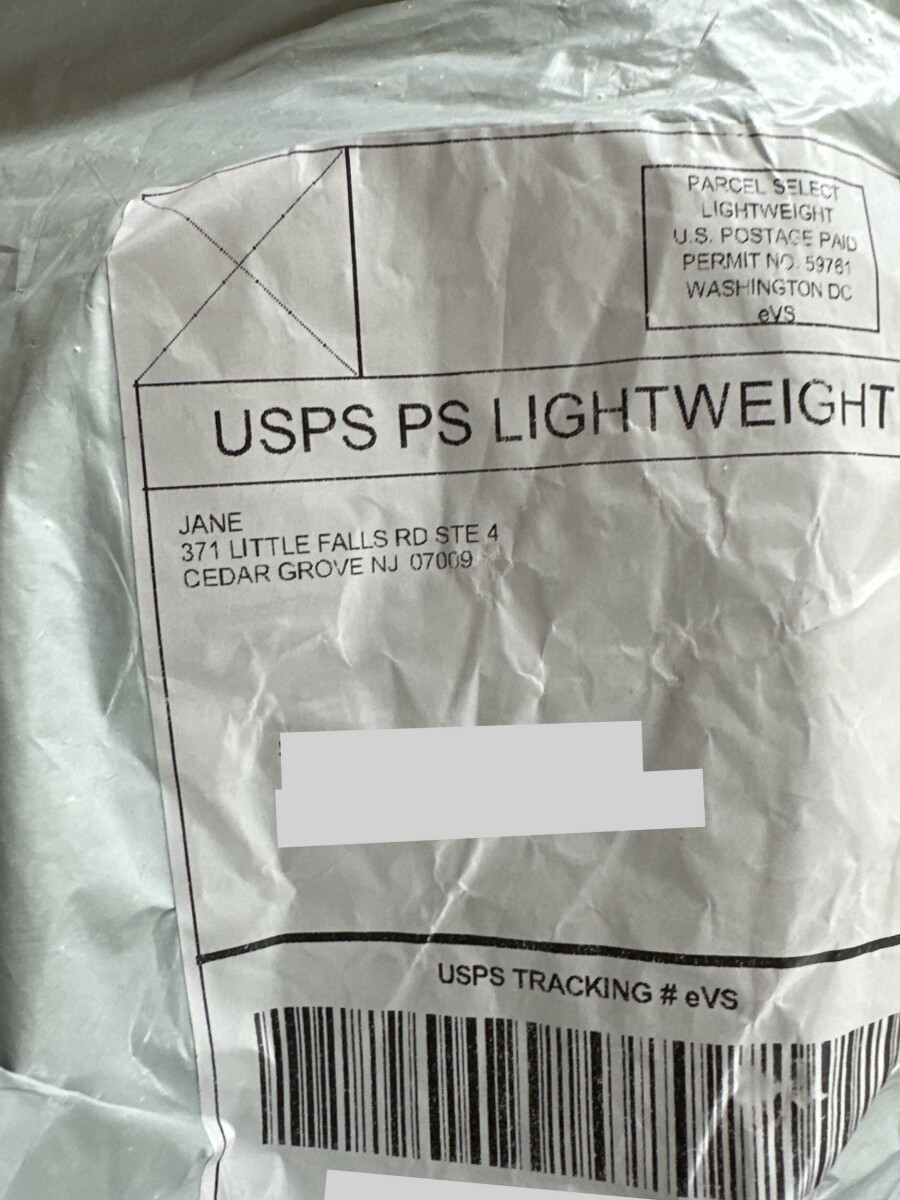 PARCEL SELECT
LIGHTWEIGHT
U.S. POSTAGE PAID
PERMIT NO. 59761
WASHINGTON DC
eVS
USPS PS LIGHTWEIGHT
JANE
371 LITTLE FALLS RD STE 4
CEDAR GROVE NJ 07009
USPS TRACKING # eVS